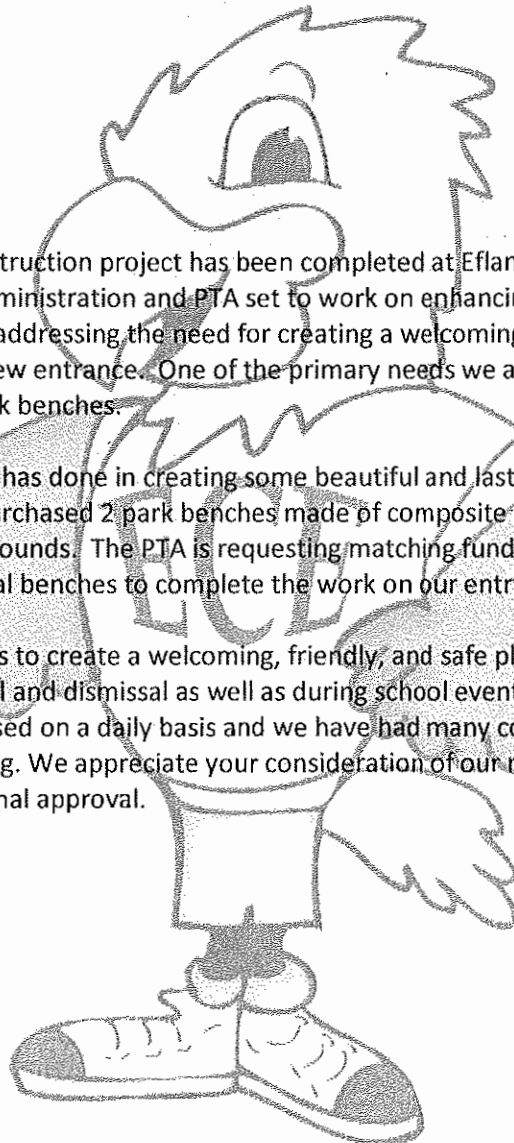 truction project has been completed at Eflan
ministration and PTA set to work on enhancin
addressing the need for creating a welcoming
ew entrance. One of the primary needs we a
k benches.
has done in creating some beautiful and last
urchased 2 park benches made of composite
ounds. The PTA is requesting matching fund
al benches to complete the work on our entr
s to create a welcoming, friendly, and safe pl
l and dismissal as well as during school event
sed on a daily basis and we have had many co
g. We appreciate your consideration of our r
nal approval.
ECE